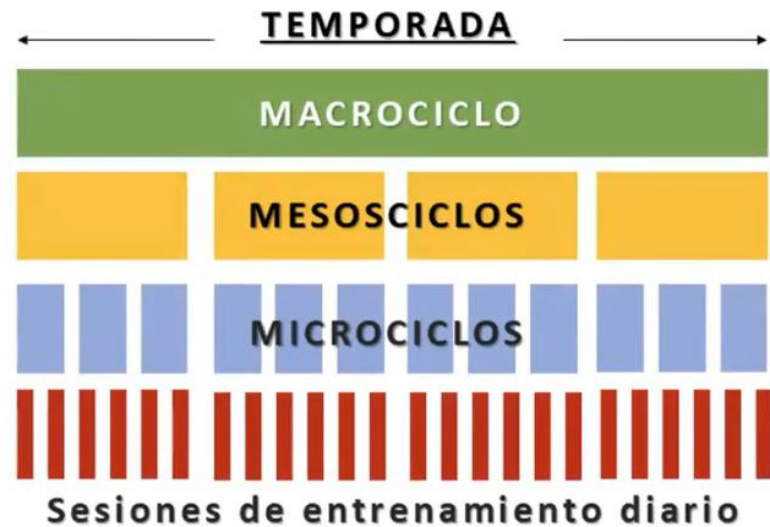 TEMPORADA
MACROCICLO
MESOSCICLOS
MICROCICLOS
Sesiones de entrenamiento diario